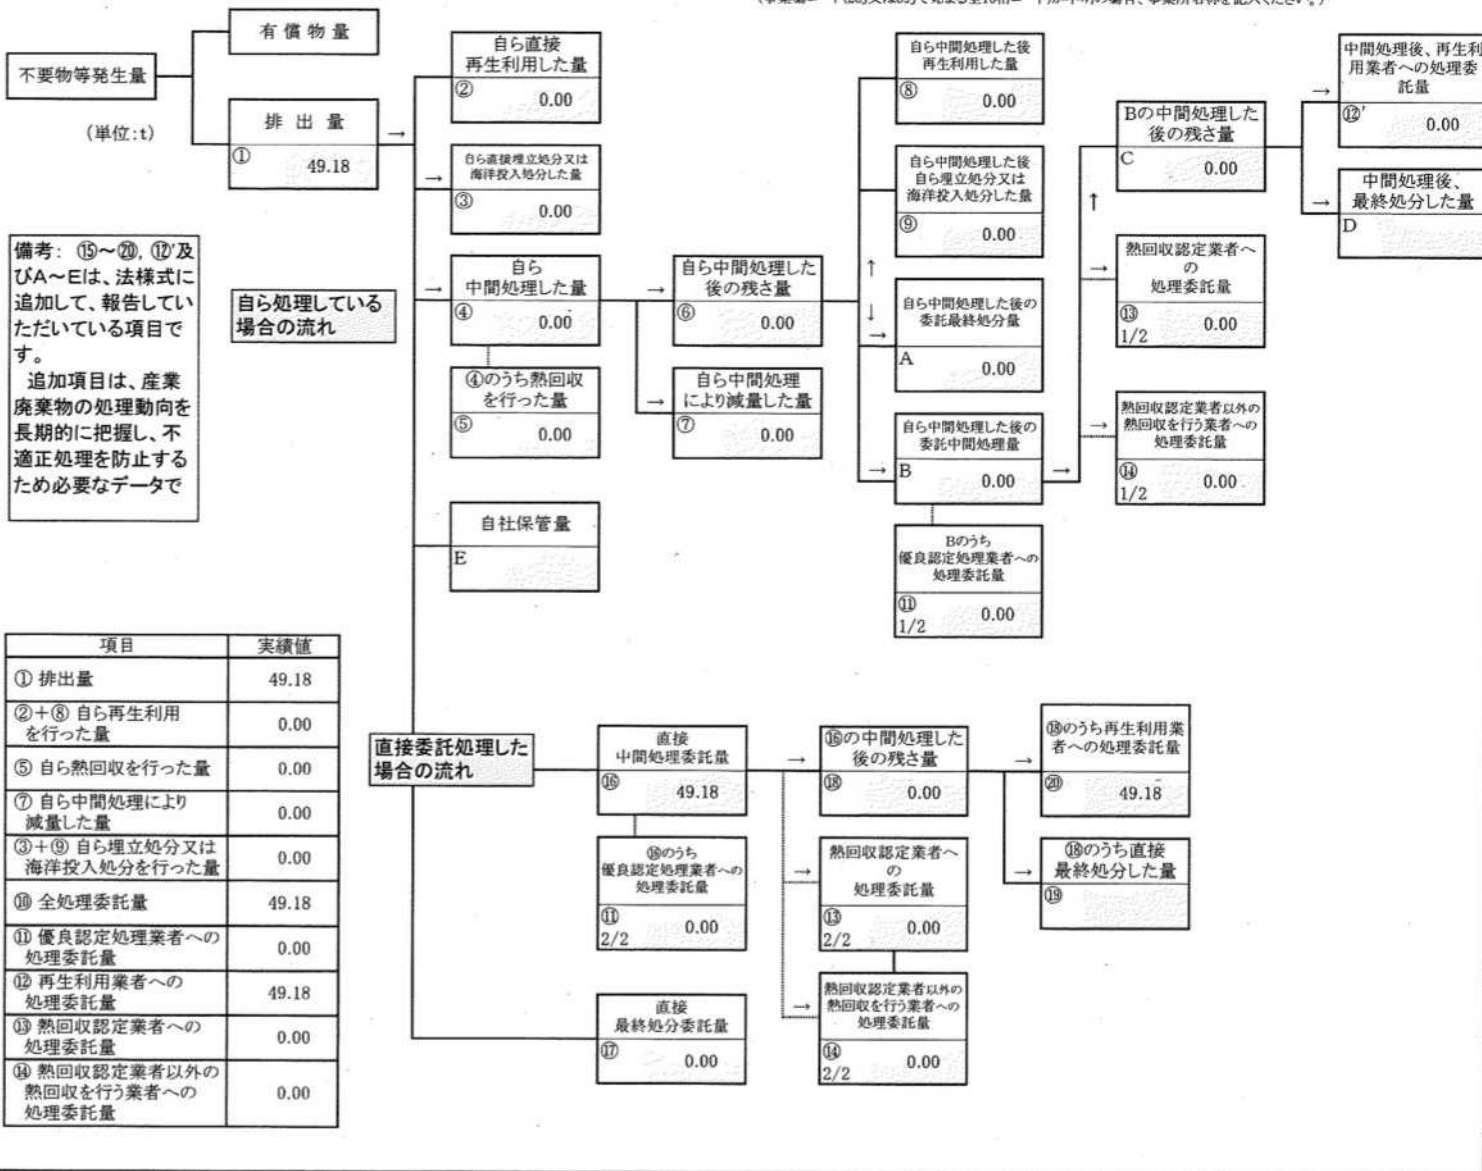 有 償 物 量
不要物等発生量
(単位:t)
排 出 量
①
49.18
→
自ら直接
再生利用した量
②
0.00
→
自ら直接埋立処分又は
海洋投入処分した量
③
0.00
→
自ら
中間処理した量
④
0.00
④のうち熱回収
を行った量
⑤
0.00
自社保管量
E
→
自ら中間処理した
後の残さ量
⑥
0.00
→
自ら中間処理
により減量した量
⑦
0.00
自ら中間処理した後
再生利用した量
⑧
0.00
自ら中間処理した後
自ら埋立処分又は
海洋投入処分した量
⑨
0.00
↑
↓
→
自ら中間処理した後の
委託最終処分量
A
0.00
→
自ら中間処理した後の
委託中間処理量
B
0.00
→
Bのうち
優良認定処理業者への
処理委託量
⑪
1/2
0.00
Bの中間処理した
後の残さ量
C
0.00
↑
→
熱回収認定業者へ
の
処理委託量
⑬
1/2
0.00
→
熱回収認定業者以外の
熱回収を行う業者への
処理委託量
⑭
1/2
0.00
→
中間処理後、再生利
用業者への処理委
託量
⑫'
0.00
→
中間処理後、
最終処分した量
D
備考: ⑮~⑳, ⑫'及
びA~Eは、法様式に
追加して、報告してい
ただいている項目で
す。
追加項目は、産業
廃棄物の処理動向を
長期的に把握し、不
適正処理を防止する
ため必要なデータで
自ら処理している
場合の流れ
項目 実績値
① 排出量 49.18
②+⑧ 自ら再生利用
を行った量 0.00
⑤ 自ら熱回収を行った量 0.00
⑦ 自ら中間処理により
減量した量 0.00
③+⑨ 自ら埋立処分又は
海洋投入処分を行った量 0.00
⑩ 全処理委託量 49.18
⑪ 優良認定処理業者への
処理委託量 0.00
⑫ 再生利用業者への
処理委託量 49.18
⑬ 熱回収認定業者への
処理委託量 0.00
⑭ 熱回収認定業者以外の
熱回収を行う業者への
処理委託量 0.00
直接委託処理した
場合の流れ
直接
中間処理委託量
⑯
49.18
⑯のうち
優良認定処理業者への
処理委託量
⑪
2/2
0.00
直接
最終処分委託量
⑰
0.00
→
⑯の中間処理した
後の残さ量
⑱
0.00
→
熱回収認定業者へ
の
処理委託量
⑬
2/2
0.00
→
熱回収認定業者以外の
熱回収を行う業者への
処理委託量
⑭
2/2
0.00
→
⑱のうち再生利用業
者への処理委託量
⑳
49.18
→
⑱のうち直接
最終処分した量
⑲